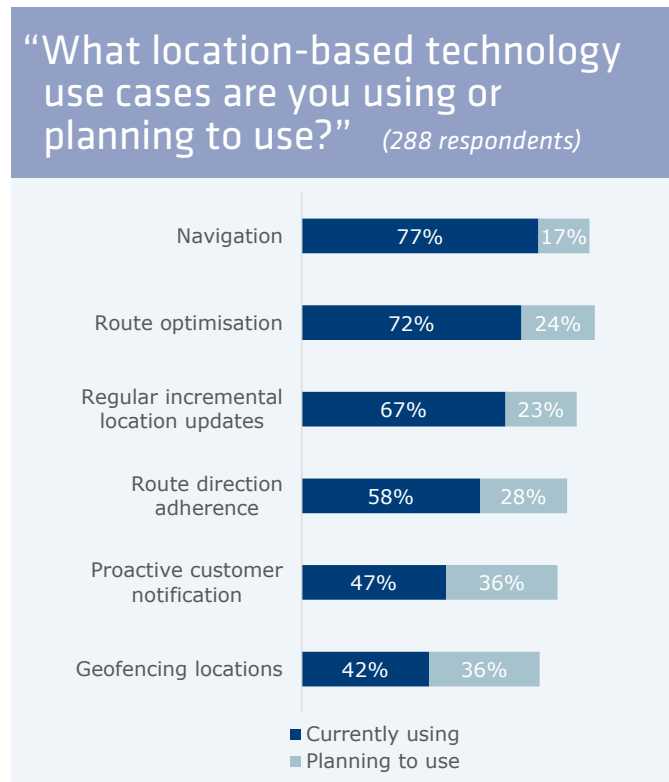 “What location-based technology
use cases are you using or
planning to use?” (288 respondents)
Navigation
77%
17%
Route optimisation
72%
24%
Regular incremental
location updates
67%
23%
Route direction
adherence
58%
28%
Proactive customer
notification
47%
36%
Geofencing locations
42%
36%
Currently using
Planning to use